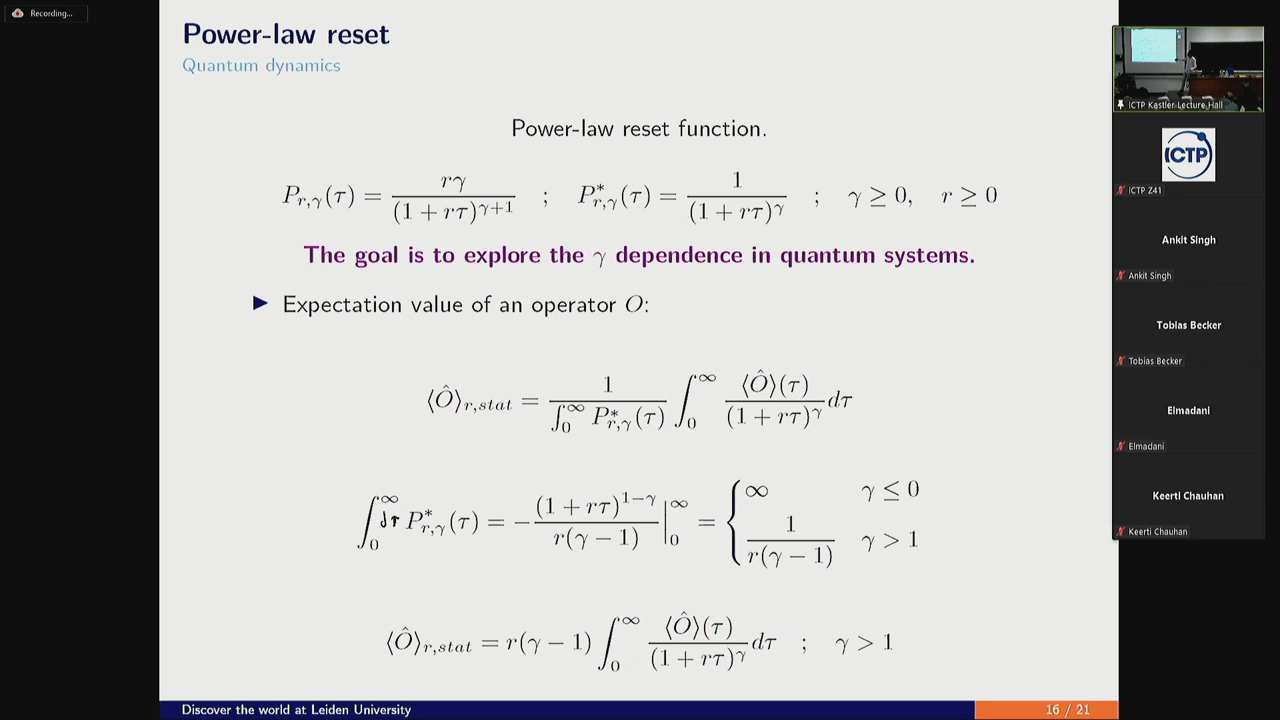 Recording...
Power-law reset
Quantum dynamics
Power-law reset function.
P_{r,γ}(τ) = rγ / (1 + rτ)^{γ+1} ; P*_{r,γ}(τ) = 1 / (1 + rτ)^γ ; γ ≥ 0, r ≥ 0
The goal is to explore the γ dependence in quantum systems.
▶ Expectation value of an operator O:
⟨Ô⟩_{r,stat} = 1 / ∫_0^∞ P*_{r,γ}(τ) ∫_0^∞ ⟨Ô⟩(τ) / (1 + rτ)^γ dτ
∫_0^∞ dτ P*_{r,γ}(τ) = − (1 + rτ)^{1−γ} / r(γ − 1) |_0^∞ = { ∞ γ ≤ 0
1 / r(γ − 1) γ > 1
⟨Ô⟩_{r,stat} = r(γ − 1) ∫_0^∞ ⟨Ô⟩(τ) / (1 + rτ)^γ dτ ; γ > 1
Discover the world at Leiden University
16 / 21
ICTP Kastler Lecture Hall
ICTP
ICTP Z41
Ankit Singh
Ankit Singh
Tobias Becker
Tobias Becker
Elmadani
Elmadani
Keerti Chauhan
Keerti Chauhan